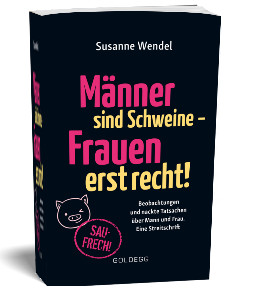 Susanne Wendel
Männer
sind Schweine –
Frauen
erst recht!
Beobachtungen
und nackte Tatsachen
über Mann und Frau.
Eine Streitschrift
SAU-
FRECH!
GOLDEGG